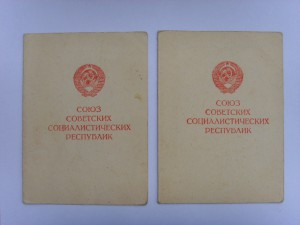 СОЮЗ
СОВЕТСКИХ
СОЦИАЛИСТИЧЕСКИХ
РЕСПУБЛИК
СОЮЗ
СОВЕТСКИХ
СОЦИАЛИСТИЧЕСКИХ
РЕСПУБЛИК